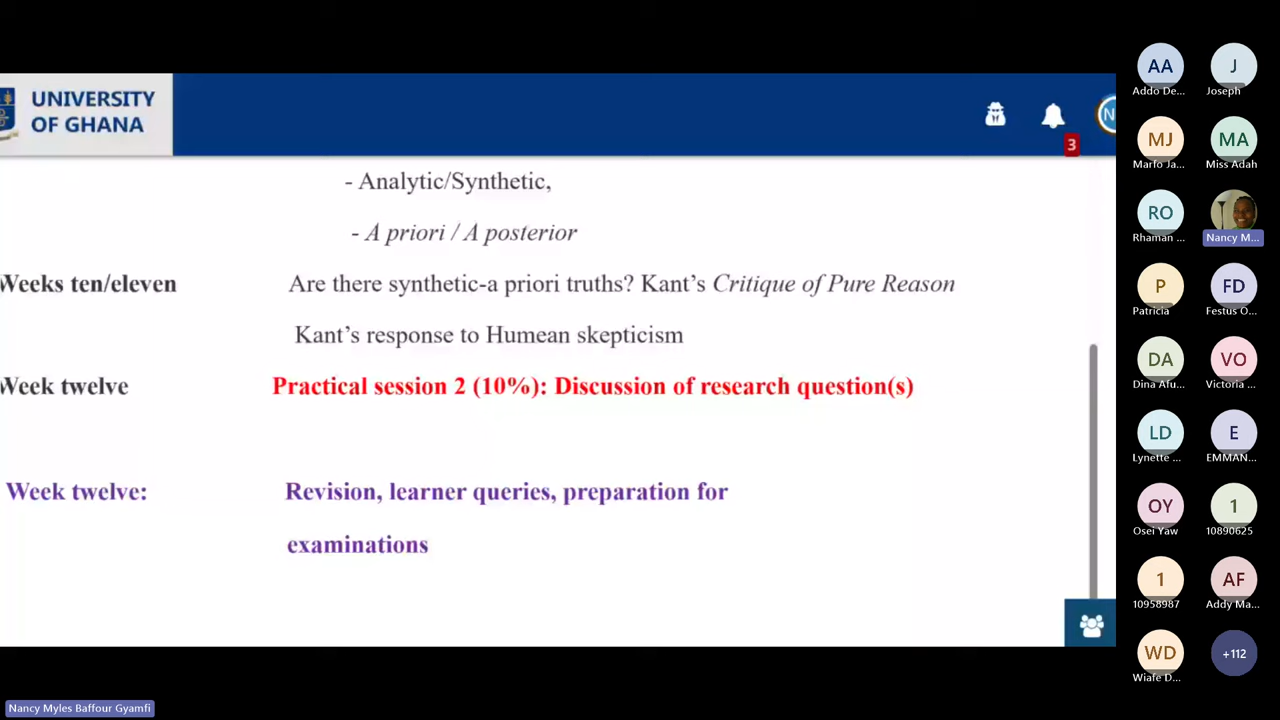 UNIVERSITY
OF GHANA
N
3
- Analytic/Synthetic,
- A priori / A posterior
Weeks ten/eleven Are there synthetic-a priori truths? Kant’s Critique of Pure Reason
Kant’s response to Humean skepticism
Week twelve Practical session 2 (10%): Discussion of research question(s)
Week twelve: Revision, learner queries, preparation for
examinations
AA J
Addo De... Joseph
MJ MA
Marfo Ja... Miss Adah
RO
Rhaman ... Nancy M...
P FD
Patricia Festus O...
DA VO
Dina Afu... Victoria ...
LD E
Lynette ... EMMAN...
OY 1
Osei Yaw 10890625
1 AF
10958987 Addy Ma...
WD +112
Wiafe D...
Nancy Myles Baffour Gyamfi